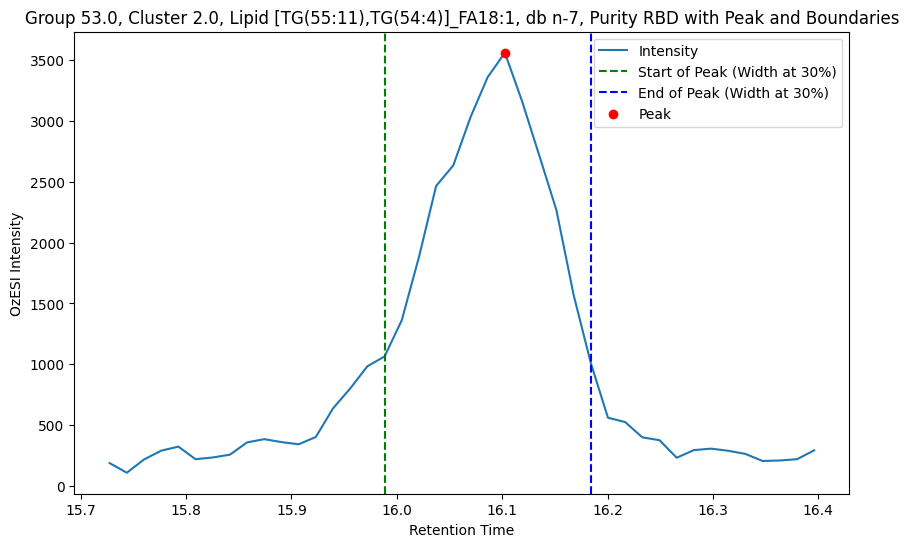 Group 53.0, Cluster 2.0, Lipid [TG(55:11),TG(54:4)]_FA18:1, db n-7, Purity RBD with Peak and Boundaries
Intensity
Start of Peak (Width at 30%)
End of Peak (Width at 30%)
Peak
3500
3000
2500
2000
1500
1000
500
0
OzESI Intensity
15.7 15.8 15.9 16.0 16.1 16.2 16.3 16.4
Retention Time